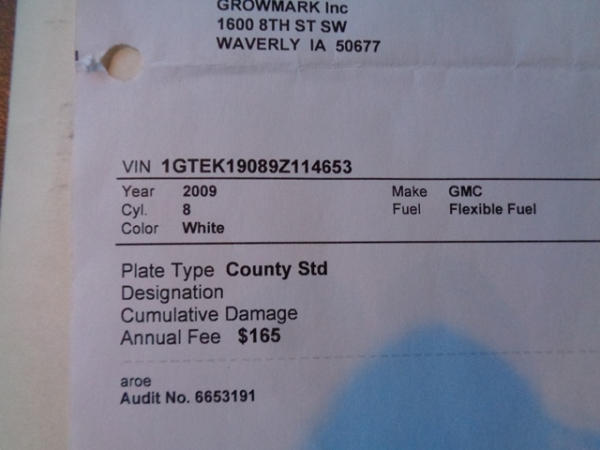 GROWMARK Inc
1600 8TH ST SW
WAVERLY IA 50677
VIN 1GTEK19089Z114653
Year 2009 Make GMC
Cyl. 8 Fuel Flexible Fuel
Color White
Plate Type County Std
Designation
Cumulative Damage
Annual Fee $165
aroe
Audit No. 6653191